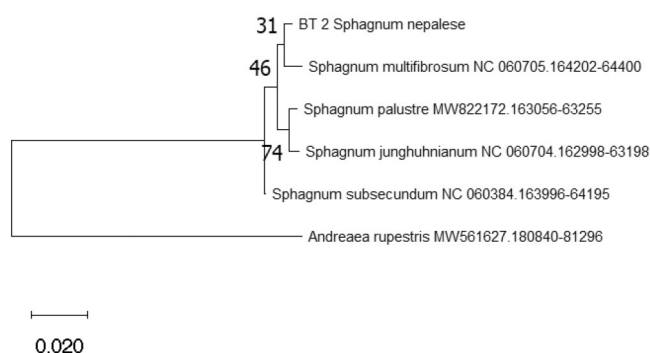 31
BT 2 Sphagnum nepalese
46
Sphagnum multifibrosum NC 060705.164202-64400
Sphagnum palustre MW822172.163056-63255
74
Sphagnum junghuhnianum NC 060704.162998-63198
Sphagnum subsecundum NC 060384.163996-64195
Andreaea rupestris MW561627.180840-81296
0.020